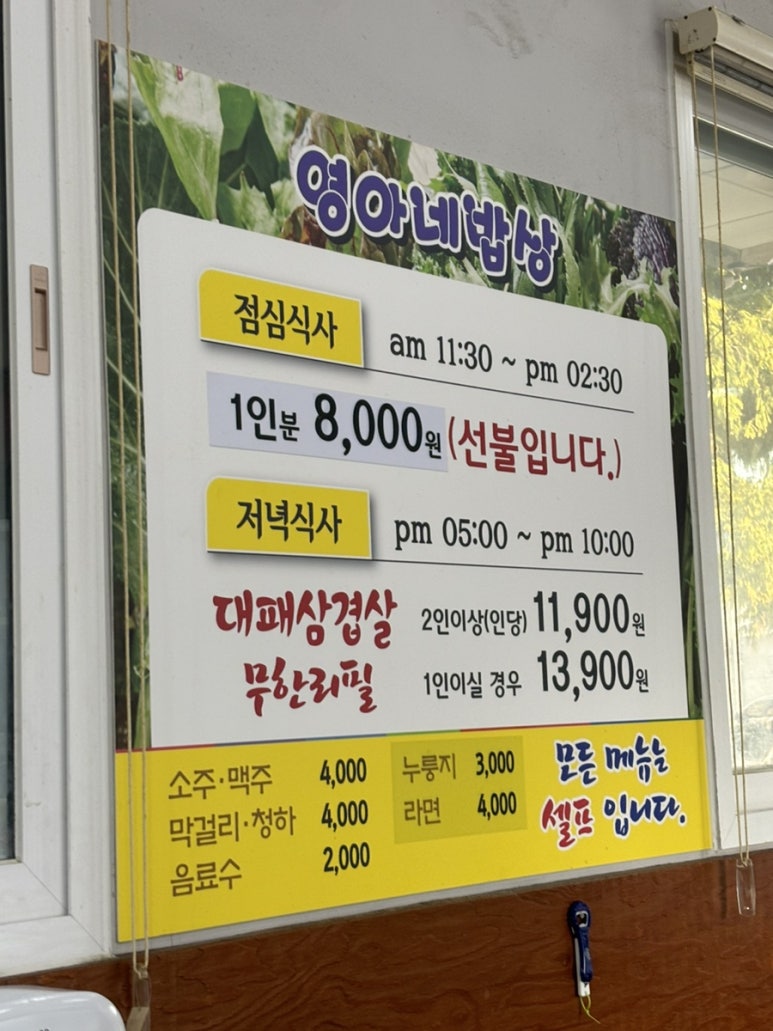 영아네밥상
점심식사 am 11:30 ~ pm 02:30
1인분 8,000원 (선불입니다.)
저녁식사 pm 05:00 ~ pm 10:00
대패삼겹살 2인이상(인당) 11,900원
무한리필 1인이실 경우 13,900원
소주·맥주 4,000 누룽지 3,000 모든 메뉴는
막걸리·청하 4,000 라면 4,000 셀프 입니다.
음료수 2,000